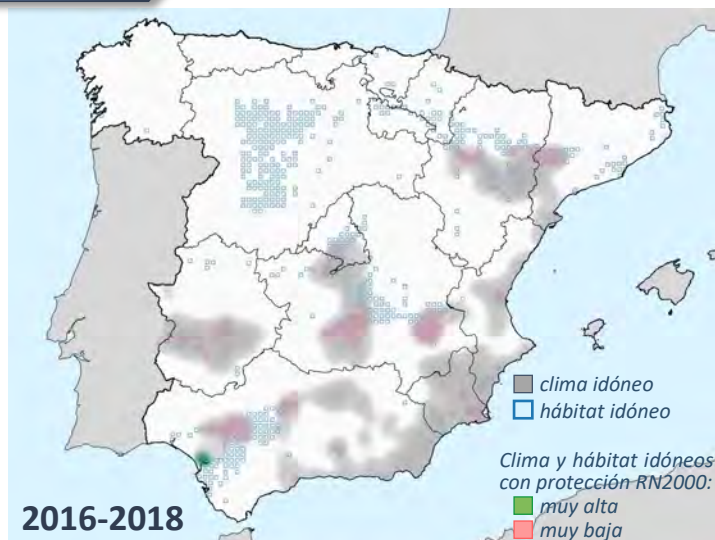 clima idóneo
hábitat idóneo
Clima y hábitat idóneos
con protección RN2000:
muy alta
muy baja
2016-2018